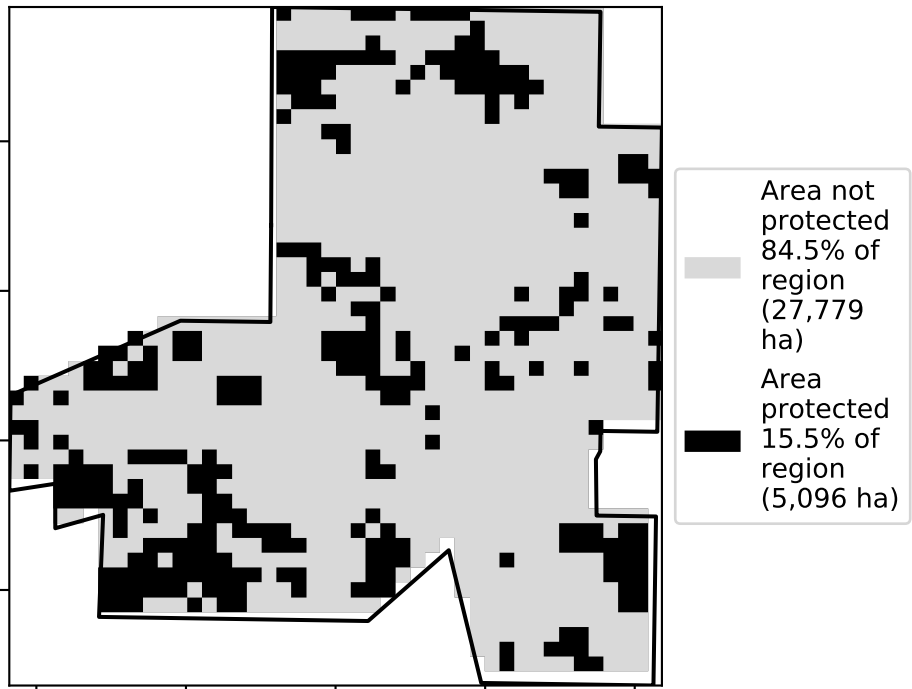 Area not
protected
84.5% of
region
(27,779
ha)
Area
protected
15.5% of
region
(5,096 ha)